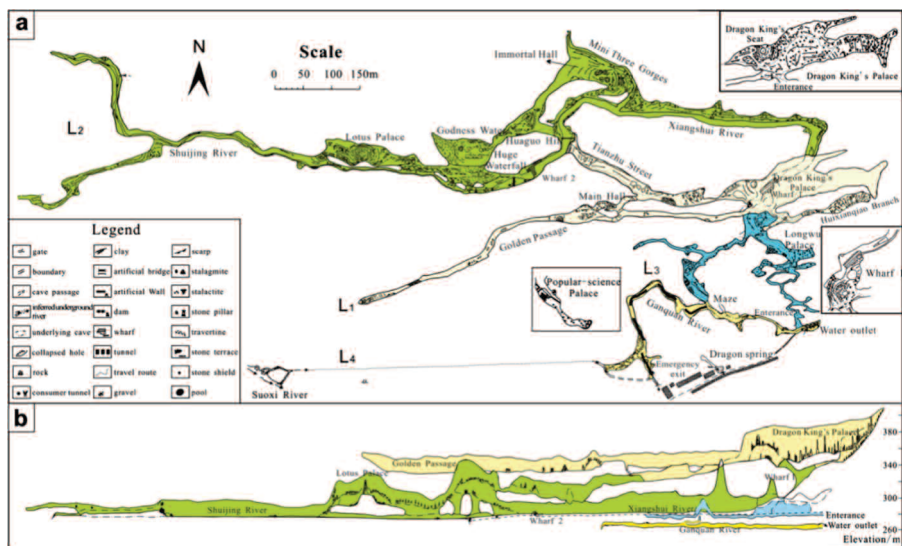 a
N
Scale
0 50 100 150m
Immortal Hall
Mini Three Gorges
Dragon King's
Seat
Dragon King's Palace
Enterance
L2
Shuijing River
Lotus Palace
Godness Water
Huaguo Hill
Huge
Waterfall
Wharf 2
Xiangshui River
Tianzhu Street
Dragon King's
Palace
Wharf 1
Huixianqiao Branch
Main Hall
Golden Passage
L1
Longwu
Palace
Wharf 1
L3
Popular-science
Palace
Maze
Ganquan River
Enterance
Water outlet
L4
Dragon spring
Emergency
exit
Suoxi River
Legend
gate
clay
scarp
boundary
artificial bridge
stalagmite
cave passage
artificial Wall
stalactite
inferred underground
river
dam
stone pillar
underlying cave
wharf
travertine
collapsed hole
tunnel
stone terrace
rock
travel route
stone shield
consumer tunnel
gravel
pool
b
Dragon King's Palace
380
Golden Passage
Lotus Palace
340
Wharf 1
300
Shuijing River
Xiangshui River
Wharf 2
Enterance
Water outlet
Ganquan River
260
Elevation/m